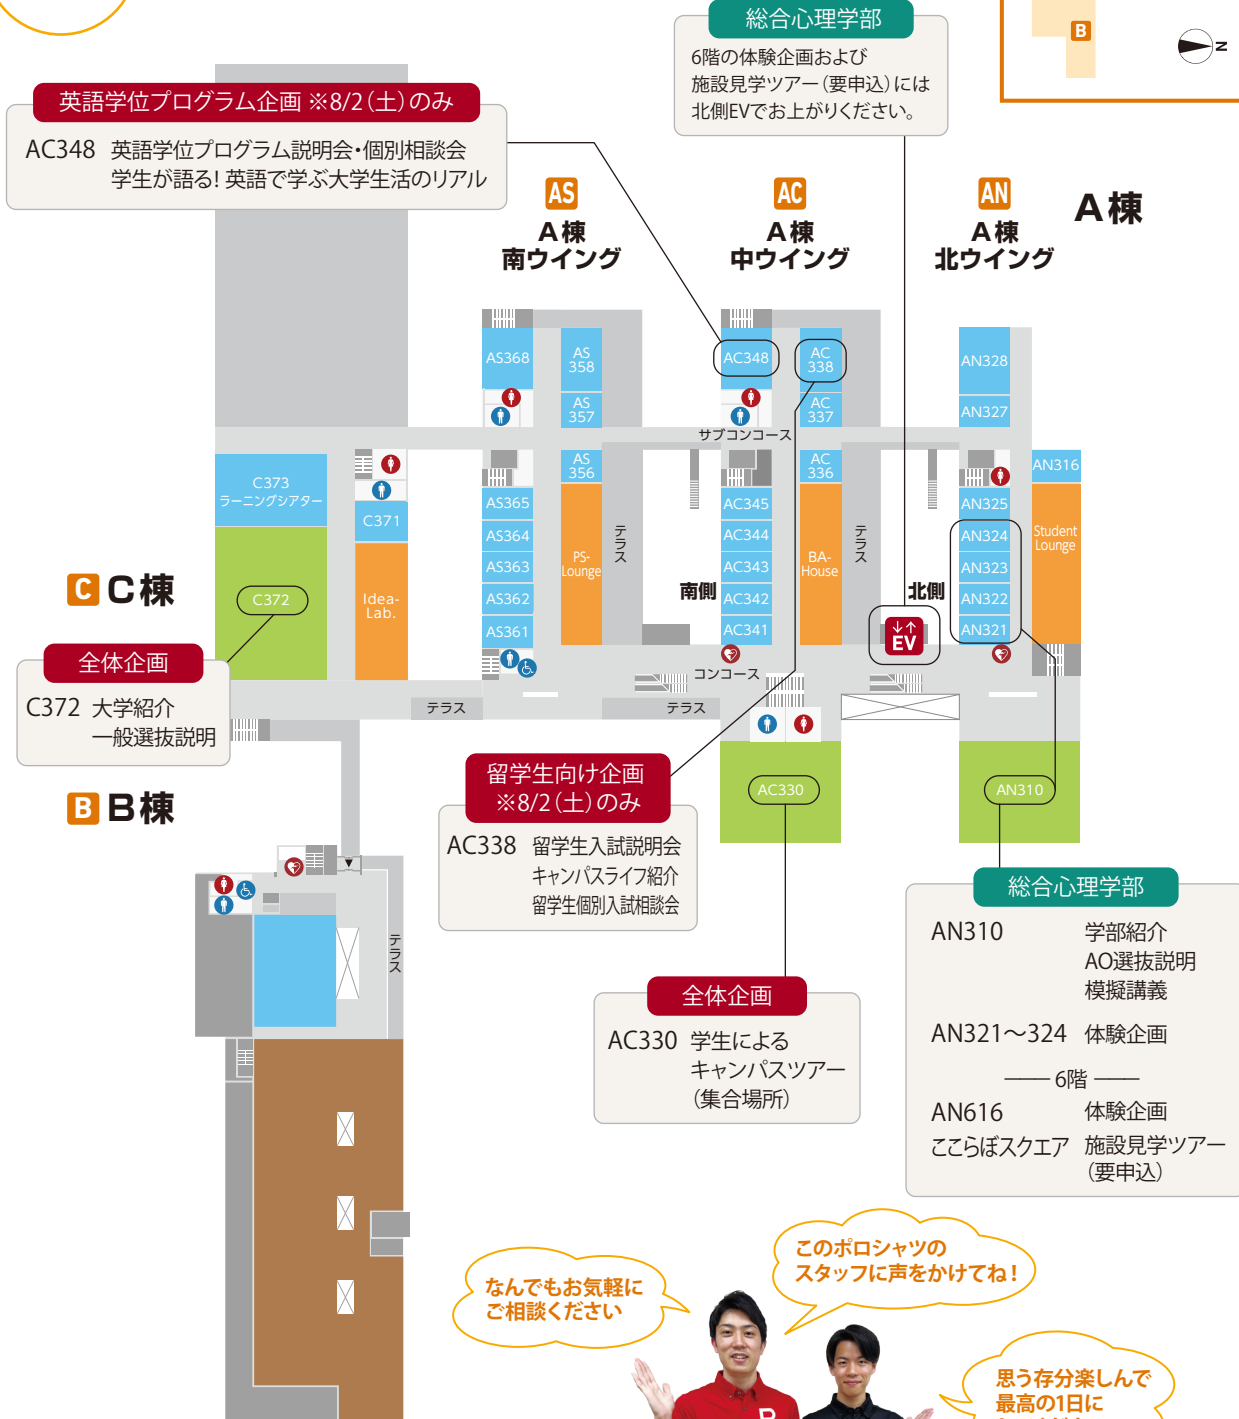 総合心理学部
6階の体験企画および
施設見学ツアー（要申込）には
北側EVでお上がりください。
B
N
英語学位プログラム企画 ※8/2（土）のみ
AC348 英語学位プログラム説明会・個別相談会
学生が語る！英語で学ぶ大学生活のリアル
AS
A棟
南ウイング
AC
A棟
中ウイング
AN
A棟
北ウイング
A棟
AS368
AS
358
AS
357
AC348
AC
338
AC
337
AN328
AN327
サブコンコース
C373
ラーニングシアター
C371
AS
356
AS365
AS364
AS363
AS362
AS361
PS-
Lounge
テラス
AC
336
AC345
AC344
AC343
AC342
AC341
BA-
House
テラス
AN316
AN325
AN324
AN323
AN322
AN321
Student
Lounge
南側
北側
EV
C C棟
C372
Idea-
Lab.
コンコース
テラス
テラス
全体企画
C372 大学紹介
一般選抜説明
B B棟
留学生向け企画
※8/2（土）のみ
AC338 留学生入試説明会
キャンパスライフ紹介
留学生個別入試相談会
AC330
AN310
テラス
全体企画
AC330 学生による
キャンパスツアー
（集合場所）
総合心理学部
AN310 学部紹介
AO選抜説明
模擬講義
AN321～324 体験企画
6階
AN616 体験企画
ここらぼスクエア 施設見学ツアー
（要申込）
なんでもお気軽に
ご相談ください
このポロシャツの
スタッフに声をかけてね！
思う存分楽しんで
最高の1日に